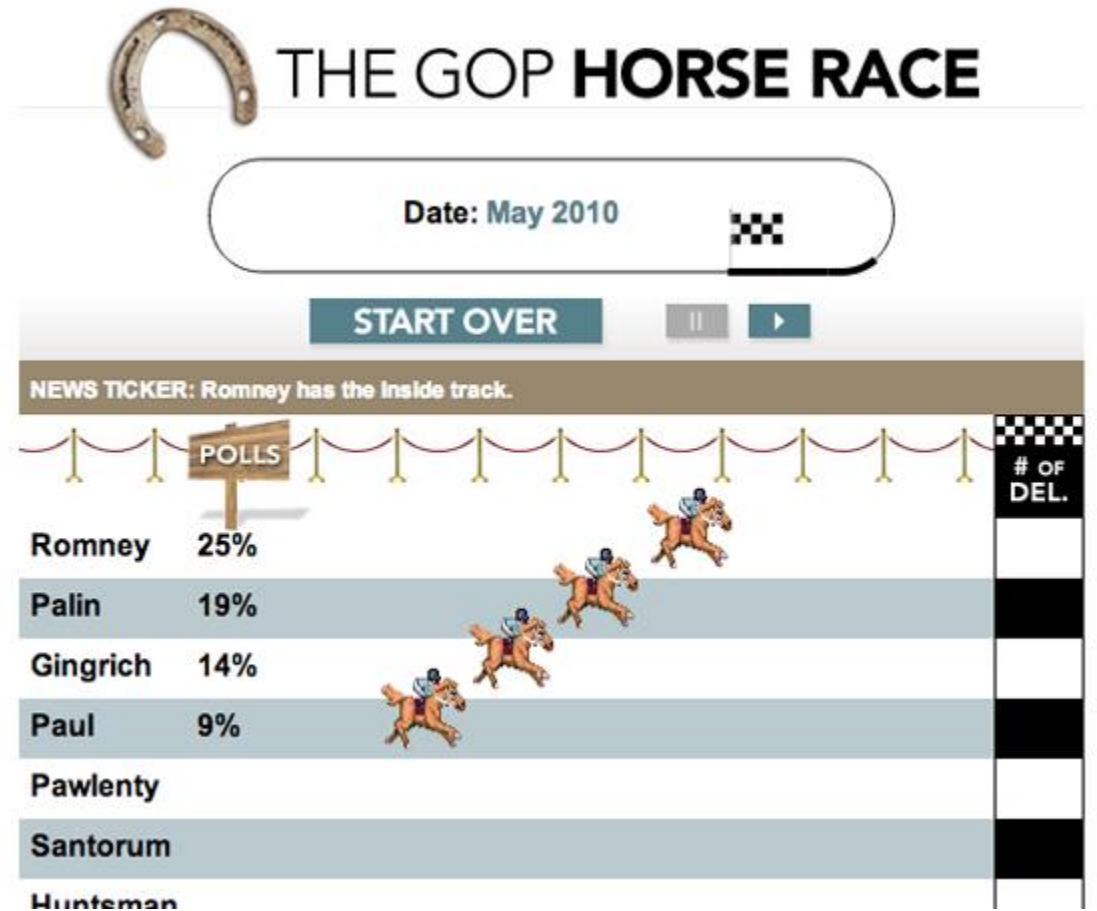 THE GOP HORSE RACE
Date: May 2010
START OVER
NEWS TICKER: Romney has the Inside track.
POLLS
# OF
DEL.
Romney 25%
Palin 19%
Gingrich 14%
Paul 9%
Pawlenty
Santorum
Huntsman